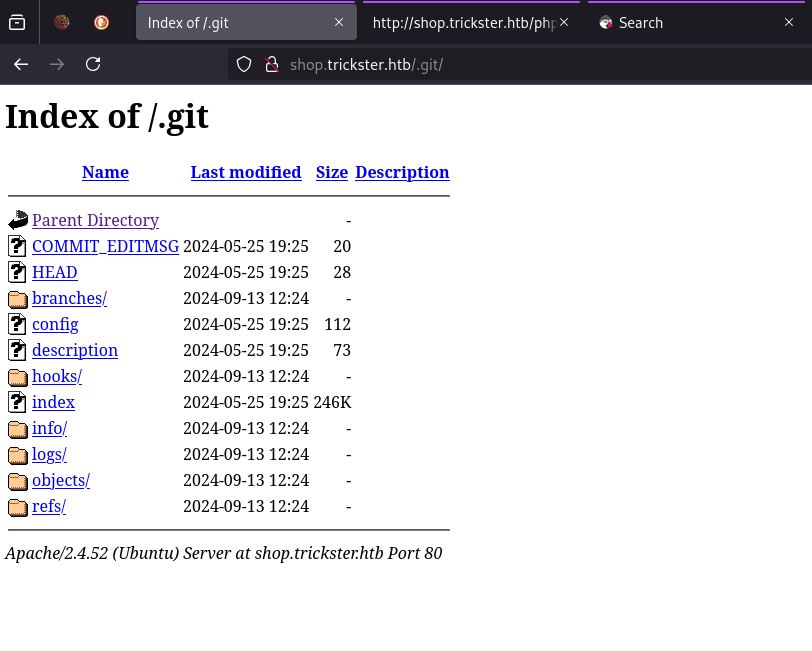 Index of /.git
http://shop.trickster.htb/php
Search
shop.trickster.htb/.git/
Index of /.git
Name Last modified Size Description
Parent Directory -
COMMIT_EDITMSG 2024-05-25 19:25 20
HEAD 2024-05-25 19:25 28
branches/ 2024-09-13 12:24 -
config 2024-05-25 19:25 112
description 2024-05-25 19:25 73
hooks/ 2024-09-13 12:24 -
index 2024-05-25 19:25 246K
info/ 2024-09-13 12:24 -
logs/ 2024-09-13 12:24 -
objects/ 2024-09-13 12:24 -
refs/ 2024-09-13 12:24 -
Apache/2.4.52 (Ubuntu) Server at shop.trickster.htb Port 80